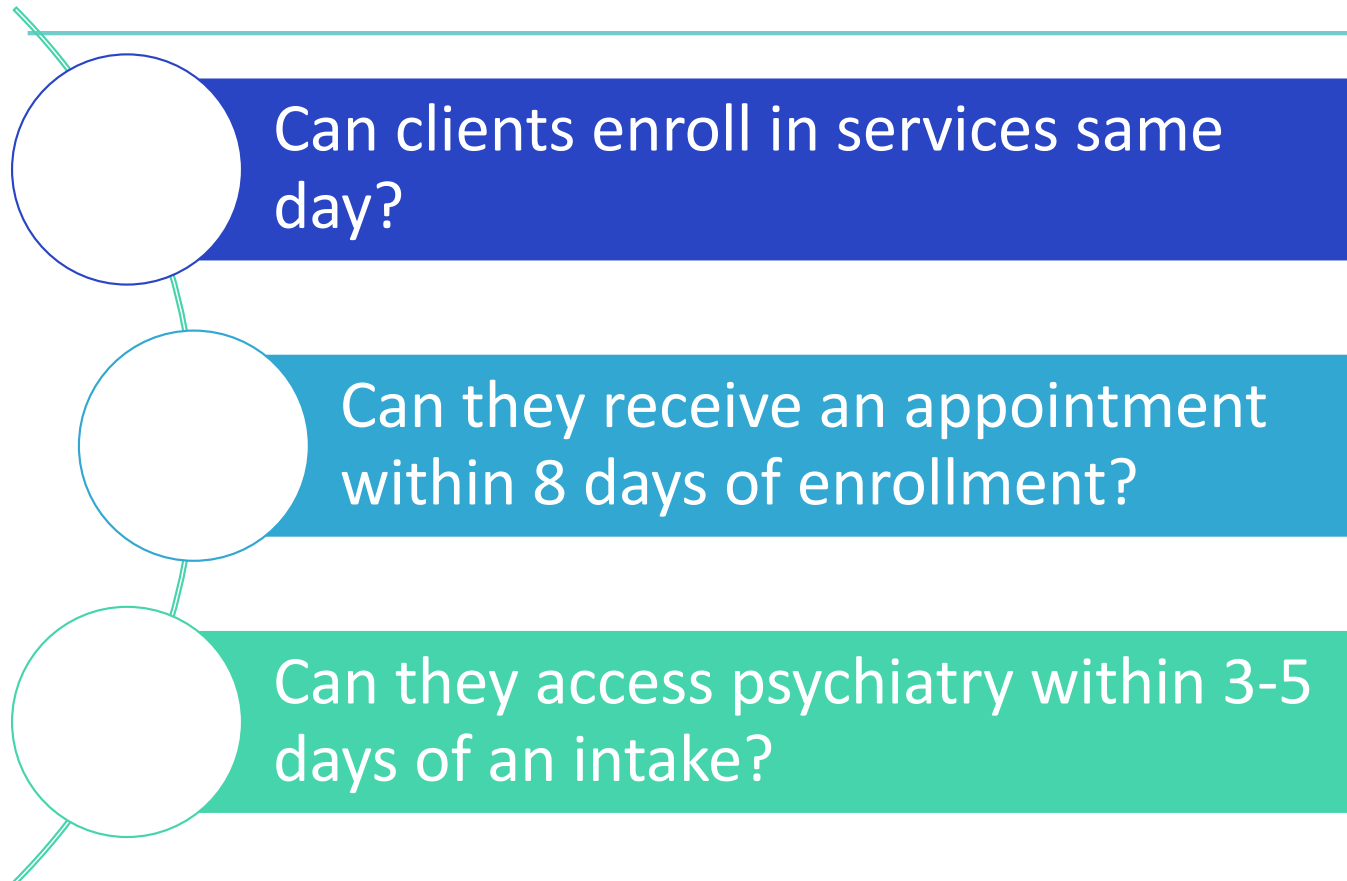 Can clients enroll in services same
day?
Can they receive an appointment
within 8 days of enrollment?
Can they access psychiatry within 3-5
days of an intake?